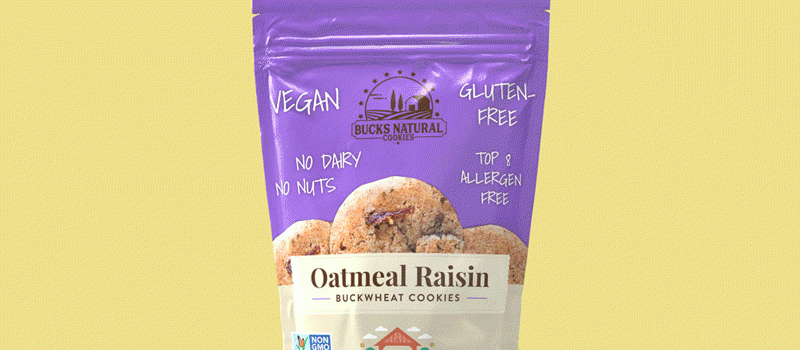 VEGAN
GLUTEN-
FREE
BUCKS NATURAL
COOKIES
NO DAIRY
NO NUTS
TOP 8
ALLERGEN
FREE
Oatmeal Raisin
BUCKWHEAT COOKIES
NON
GMO